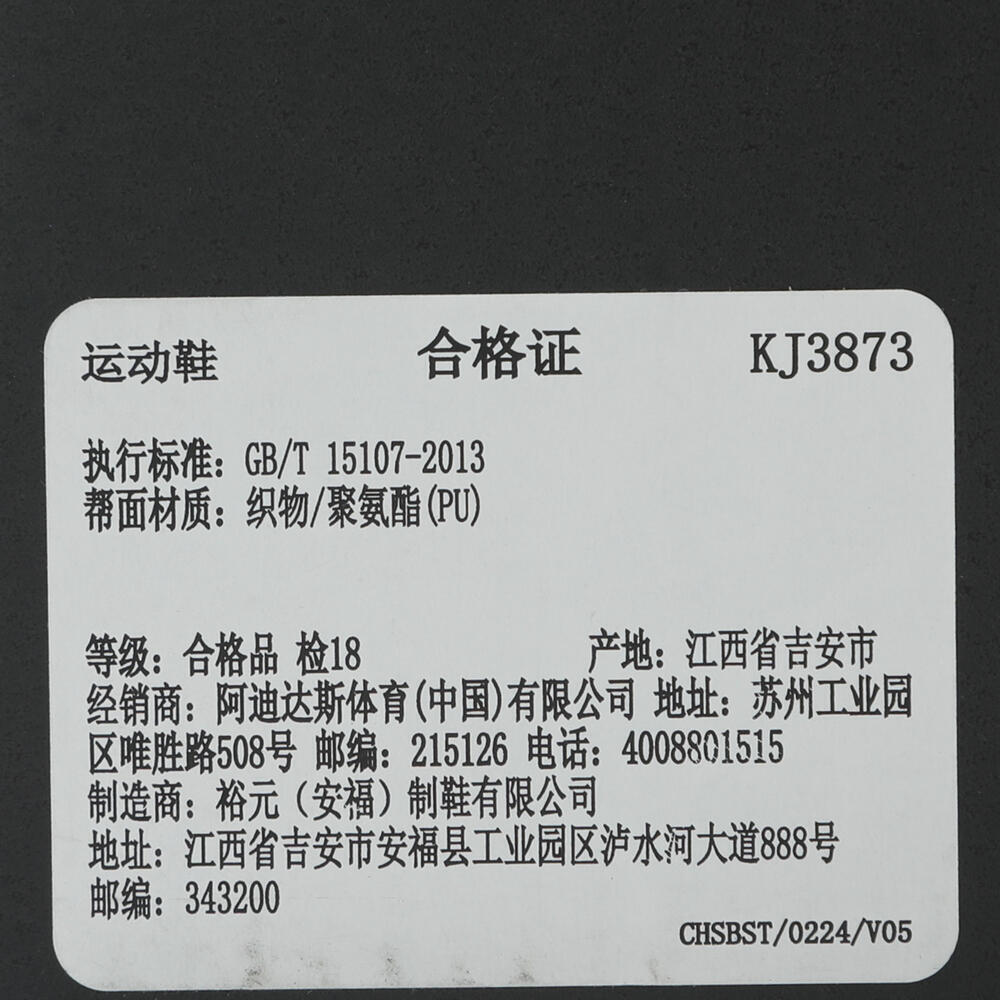 运动鞋 合格证 KJ3873
执行标准：GB/T 15107-2013
帮面材质：织物/聚氨酯(PU)
等级：合格品 检18 产地：江西省吉安市
经销商：阿迪达斯体育(中国)有限公司 地址：苏州工业园
区唯胜路508号 邮编：215126 电话：4008801515
制造商：裕元（安福）制鞋有限公司
地址：江西省吉安市安福县工业园区泸水河大道888号
邮编：343200
CHSBST/0224/V05